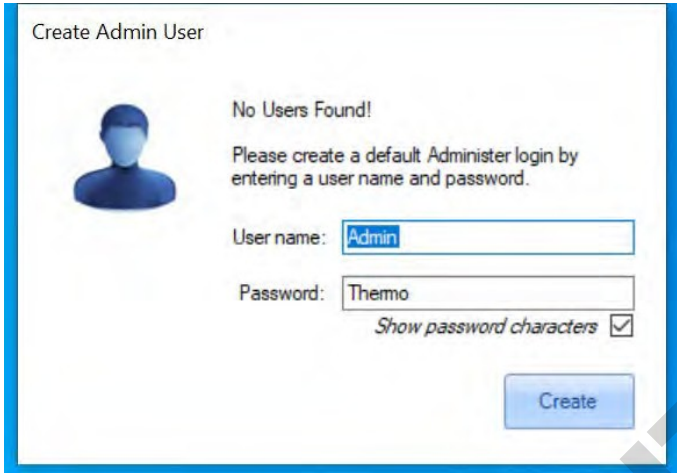 Create Admin User
No Users Found!
Please create a default Administer login by
entering a user name and password.
User name: Admin
Password: Thermo
Show password characters
Create